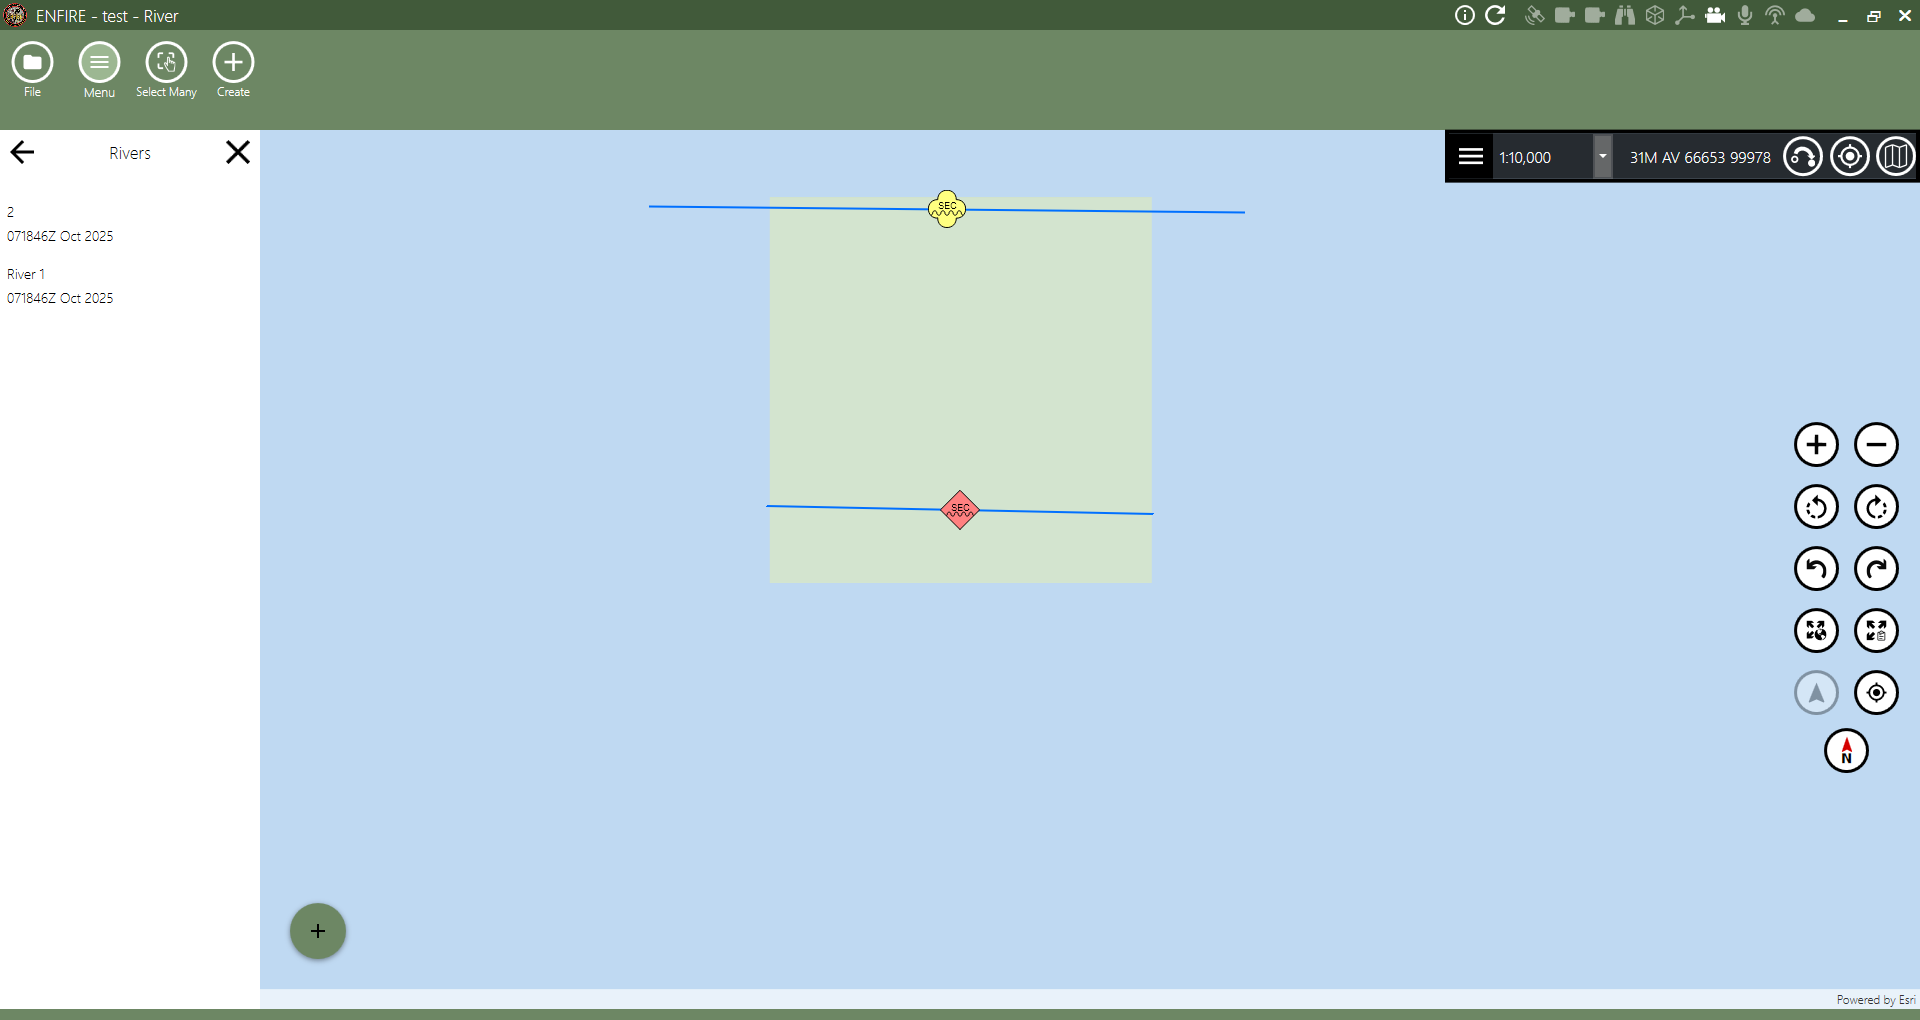 ENFIRE - test - River
File
Menu
Select Many
Create
Rivers
2
071846Z Oct 2025
River 1
071846Z Oct 2025
1:10,000
31M AV 66653 99978
SEC
SEC
N
Powered by Esri